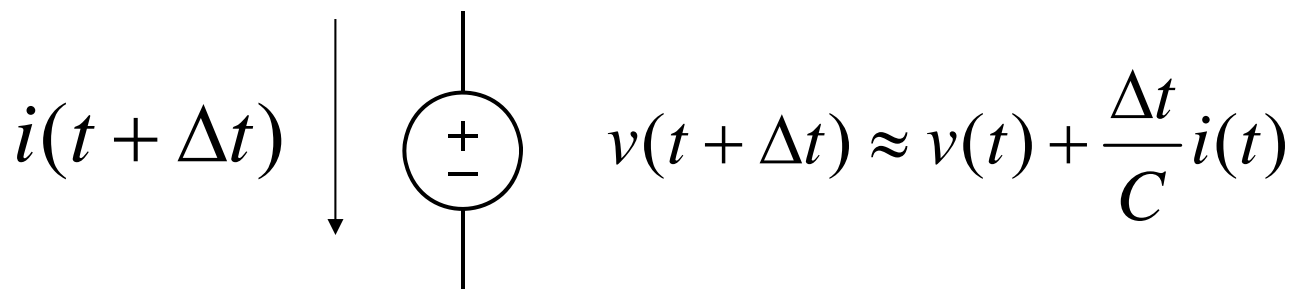 i(t + Δt)
+
−
v(t + Δt) ≈ v(t) + Δt/C i(t)